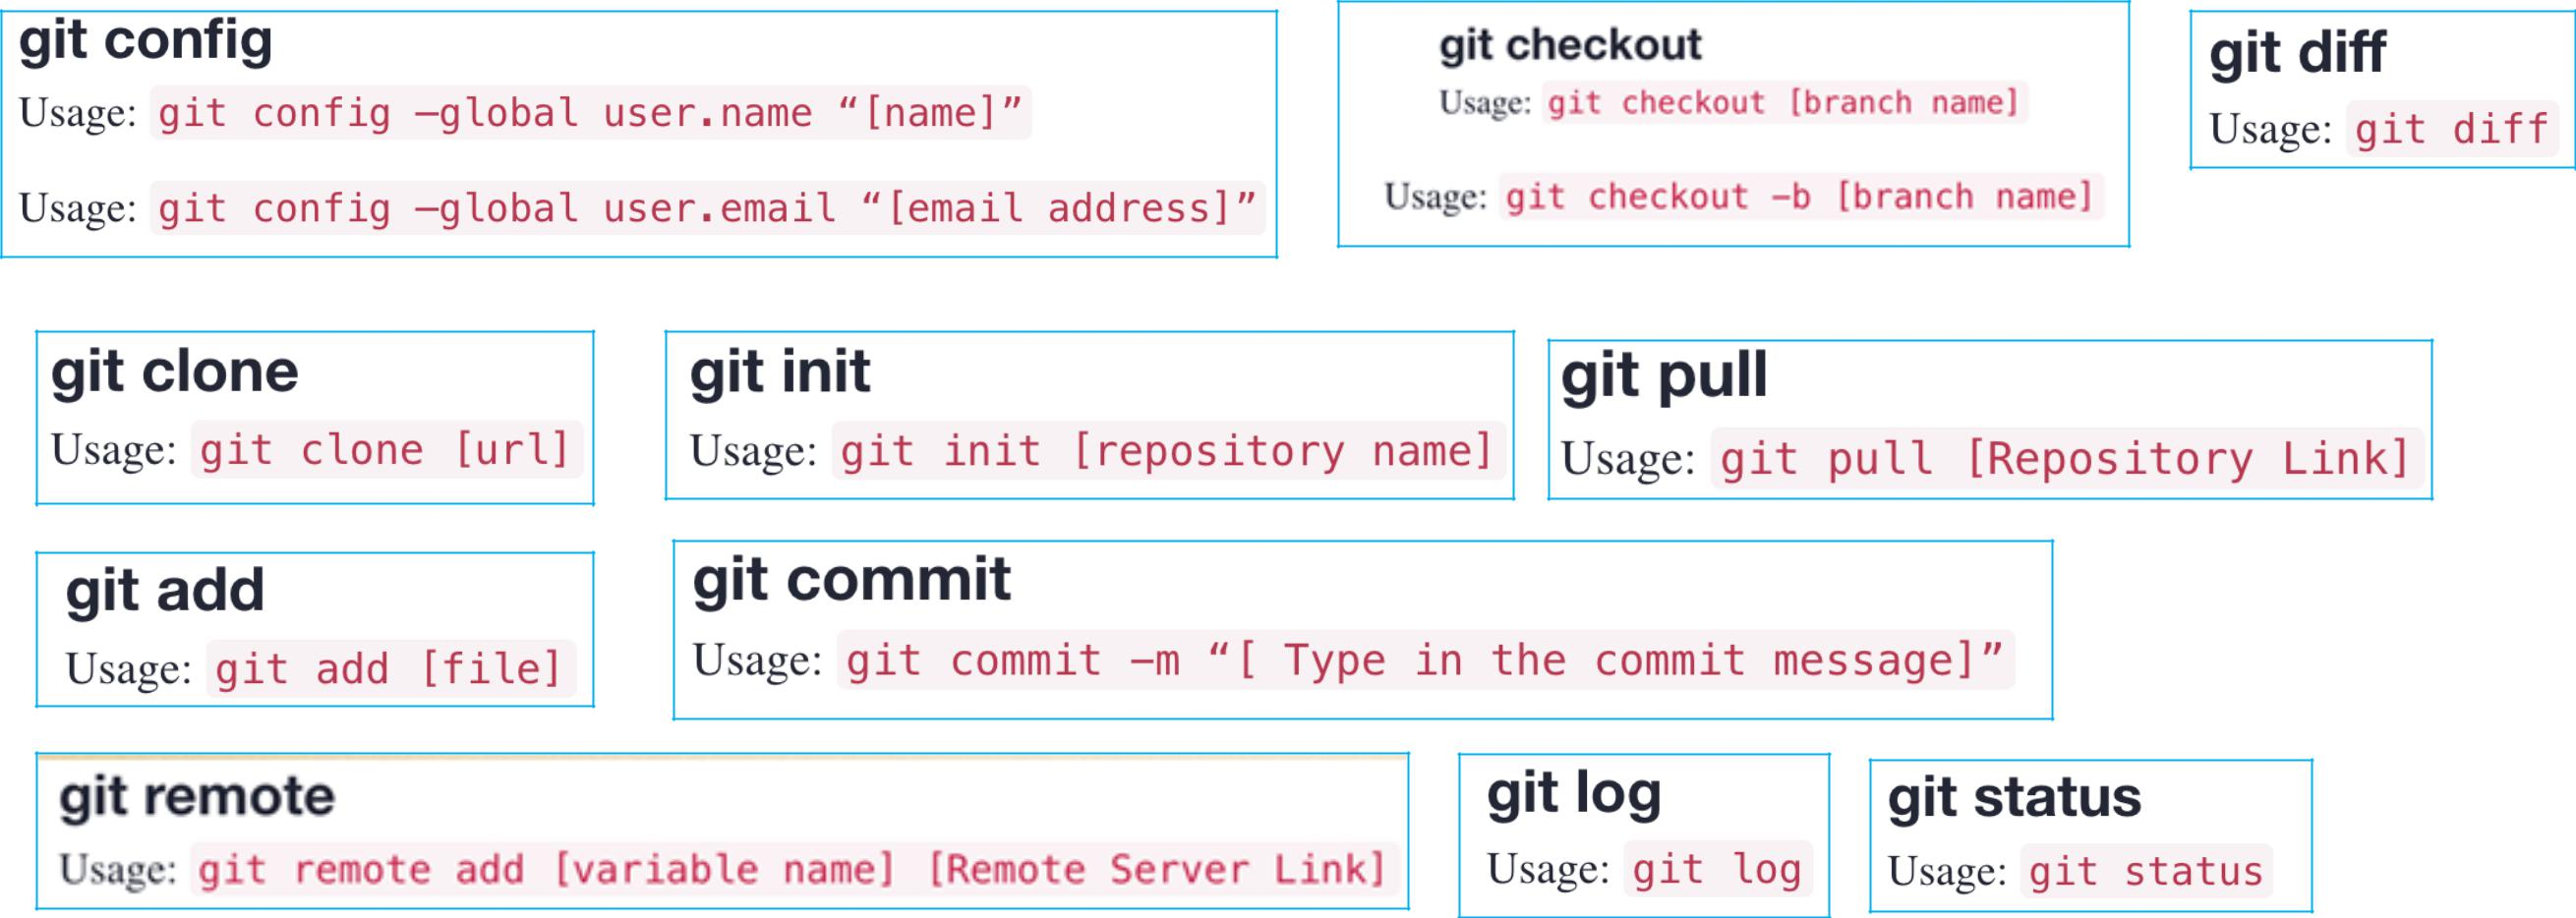 git config
Usage: git config –global user.name “[name]”
Usage: git config –global user.email “[email address]”
git checkout
Usage: git checkout [branch name]
Usage: git checkout -b [branch name]
git diff
Usage: git diff
git clone
Usage: git clone [url]
git init
Usage: git init [repository name]
git pull
Usage: git pull [Repository Link]
git add
Usage: git add [file]
git commit
Usage: git commit -m “[ Type in the commit message]”
git remote
Usage: git remote add [variable name] [Remote Server Link]
git log
Usage: git log
git status
Usage: git status